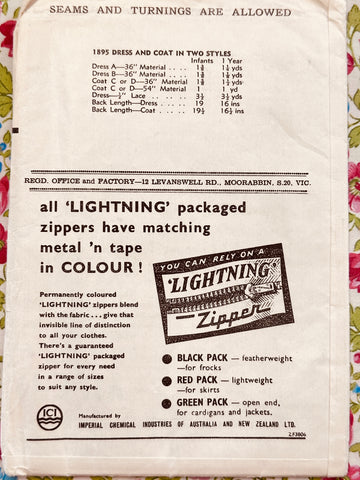 SEAMS AND TURNINGS ARE ALLOWED
1895 DRESS AND COAT IN TWO STYLES
Infants 1 Year
Dress A—36" Material . . . . 1⅜ 1¼ yds
Dress B—36" Material . . . . 1⅜ 1¼ yds
Coat C or D—36" Material 1⅜ 1½ yds
Coat C or D—54" Material 1 1 yd
Dress—½" Lace . . . . 3½ 3½ yds
Back Length—Dress . . . . 19 16 ins
Back Length—Coat . . . . 19½ 16½ ins
REGD. OFFICE and FACTORY—12 LEVANSWELL RD., MOORABBIN, S.20, VIC.
all 'LIGHTNING' packaged
zippers have matching
metal 'n tape
in COLOUR !
YOU CAN RELY ON A
'LIGHTNING'
Zipper
Permanently coloured
'LIGHTNING' zippers blend
with the fabric . . . give that
invisible line of distinction
to all your clothes.
There's a guaranteed
'LIGHTNING' packaged
zipper for every need
in a range of sizes
to suit any style.
● BLACK PACK — featherweight
—for frocks
● RED PACK — lightweight
—for skirts
● GREEN PACK — open end,
for cardigans and jackets.
ICI
Manufactured by
IMPERIAL CHEMICAL INDUSTRIES OF AUSTRALIA AND NEW ZEALAND LTD.
ZF3806